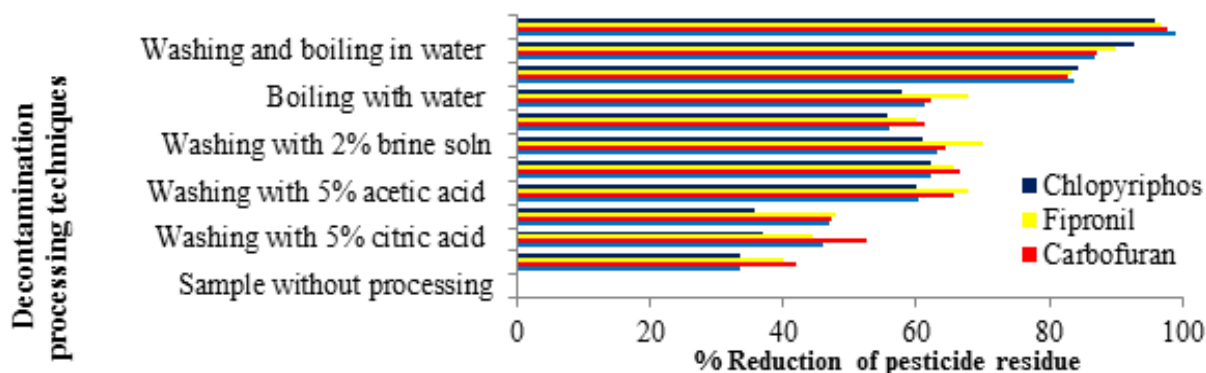 Decontamination
processing techniques
Washing and boiling in water
Boiling with water
Washing with 2% brine soln
Washing with 5% acetic acid
Washing with 5% citric acid
Sample without processing
Chlopyriphos
Fipronil
Carbofuran
0 20 40 60 80 100
% Reduction of pesticide residue